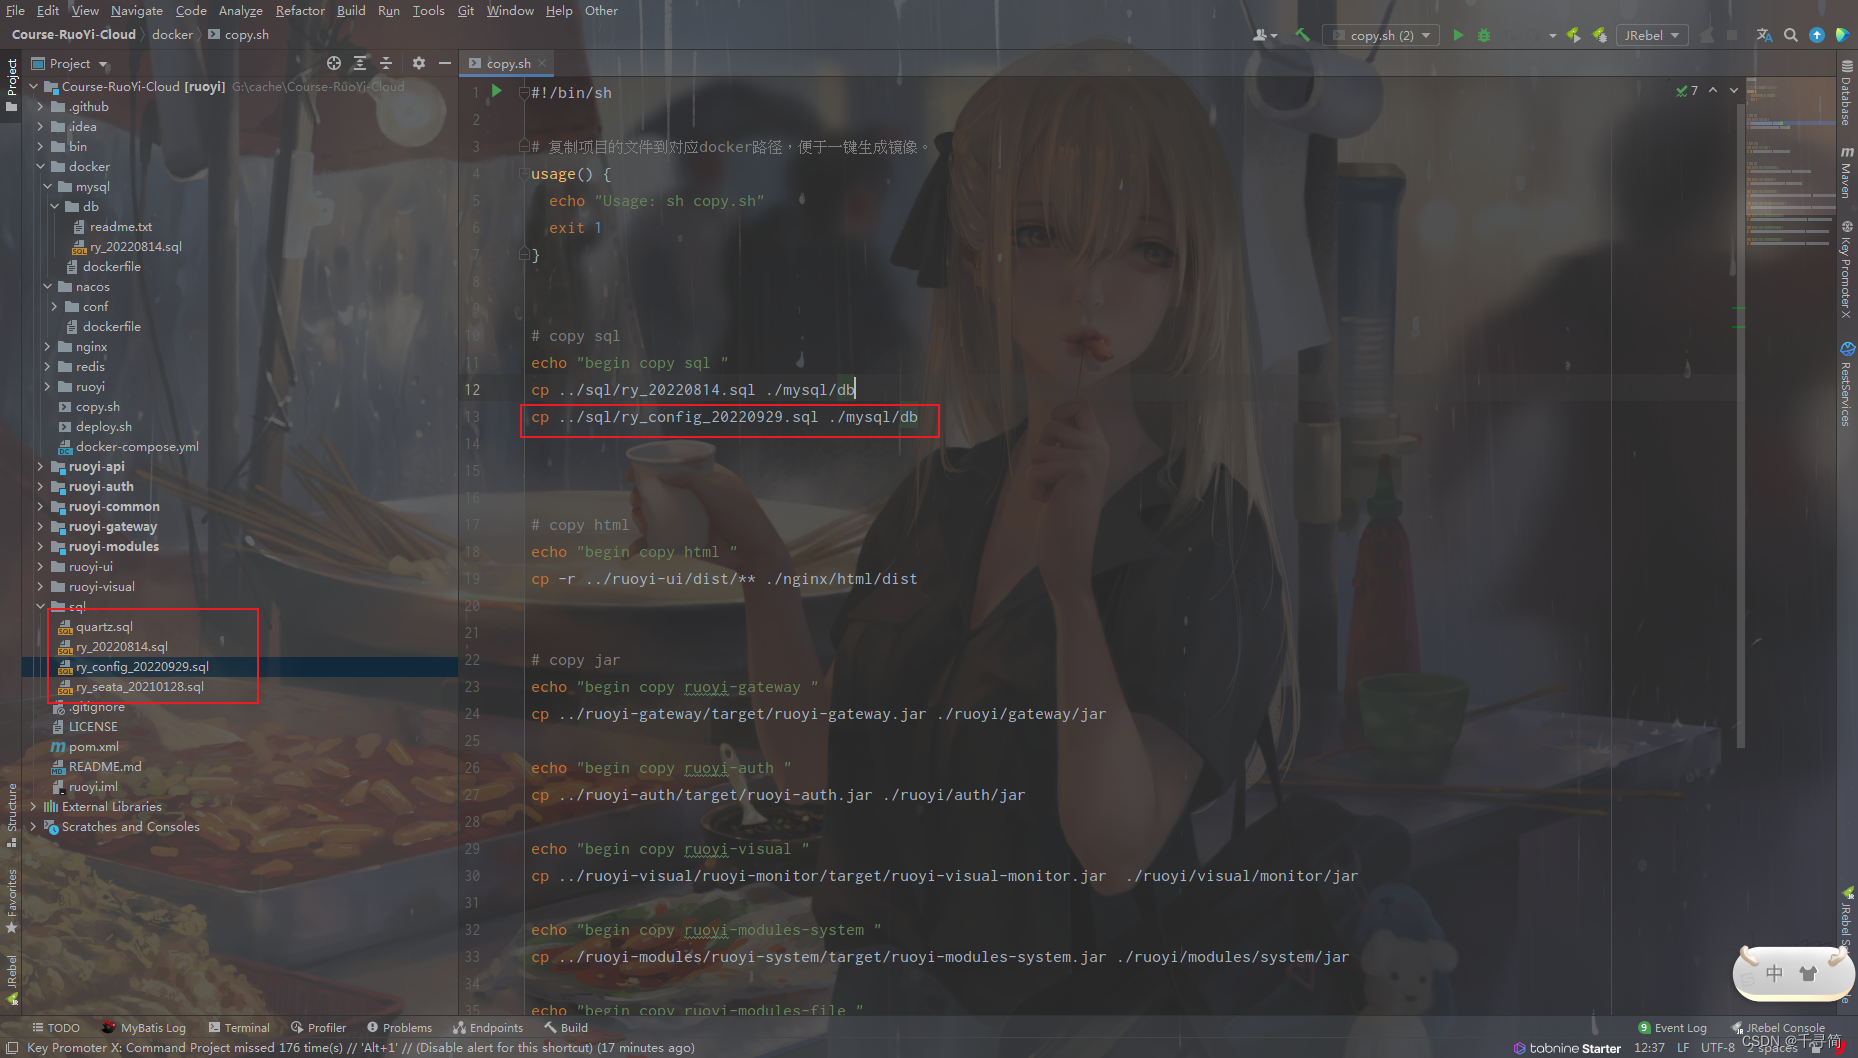 File Edit View Navigate Code Analyze Refactor Build Run Tools Git Window Help Other
Course-RuoYi-Cloud docker copy.sh
copy.sh (2) JRebel
Project
copy.sh
Course-RuoYi-Cloud [ruoyi] G:\cache\Course-RuoYi-Cloud
.github
.idea
bin
docker
mysql
db
readme.txt
ry_20220814.sql
dockerfile
nacos
conf
dockerfile
nginx
redis
ruoyi
copy.sh
deploy.sh
docker-compose.yml
ruoyi-api
ruoyi-auth
ruoyi-common
ruoyi-gateway
ruoyi-modules
ruoyi-ui
ruoyi-visual
sql
quartz.sql
ry_20220814.sql
ry_config_20220929.sql
ry_seata_20210128.sql
.gitignore
LICENSE
pom.xml
README.md
ruoyi.iml
External Libraries
Scratches and Consoles
Project
Structure
Favorites
JRebel
1 #!/bin/sh
2
3 # 复制项目的文件到对应docker路径，便于一键生成镜像。
4 usage() {
5 echo "Usage: sh copy.sh"
6 exit 1
7 }
8
9
10 # copy sql
11 echo "begin copy sql "
12 cp ../sql/ry_20220814.sql ./mysql/db
13 cp ../sql/ry_config_20220929.sql ./mysql/db
14
15
16
17 # copy html
18 echo "begin copy html "
19 cp -r ../ruoyi-ui/dist/** ./nginx/html/dist
20
21
22 # copy jar
23 echo "begin copy ruoyi-gateway "
24 cp ../ruoyi-gateway/target/ruoyi-gateway.jar ./ruoyi/gateway/jar
25
26 echo "begin copy ruoyi-auth "
27 cp ../ruoyi-auth/target/ruoyi-auth.jar ./ruoyi/auth/jar
28
29 echo "begin copy ruoyi-visual "
30 cp ../ruoyi-visual/ruoyi-monitor/target/ruoyi-visual-monitor.jar  ./ruoyi/visual/monitor/jar
31
32 echo "begin copy ruoyi-modules-system "
33 cp ../ruoyi-modules/ruoyi-system/target/ruoyi-modules-system.jar ./ruoyi/modules/system/jar
34
35 echo "begin copy ruoyi-modules-file "
7
Database
Maven
Key Promoter X
RestServices
中
TODO MyBatis Log Terminal Profiler Problems Endpoints Build
9 Event Log JRebel Console
Key Promoter X: Command Project missed 176 time(s) // 'Alt+1' // (Disable alert for this shortcut) (17 minutes ago)
tabnine Starter 12:37 LF UTF-8 2 spaces
CSDN @千寻简